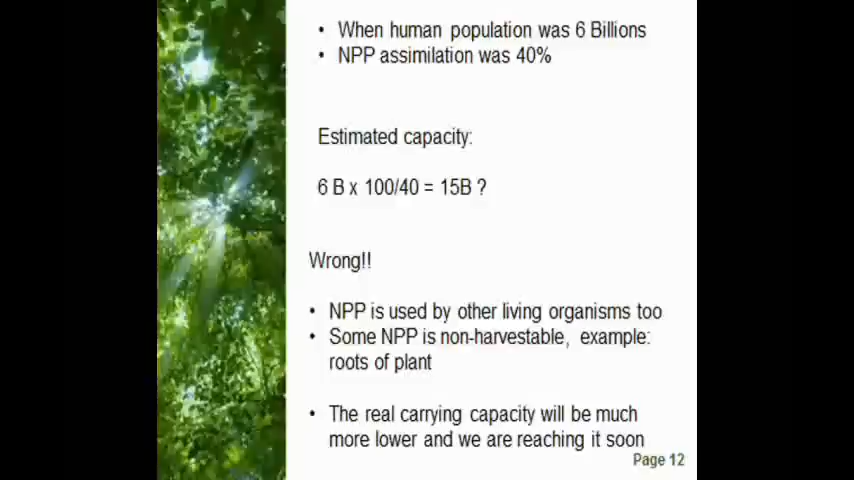 • When human population was 6 Billions
• NPP assimilation was 40%
Estimated capacity:
6 B x 100/40 = 15B ?
Wrong!!
• NPP is used by other living organisms too
• Some NPP is non-harvestable, example:
roots of plant
• The real carrying capacity will be much
more lower and we are reaching it soon
Page 12